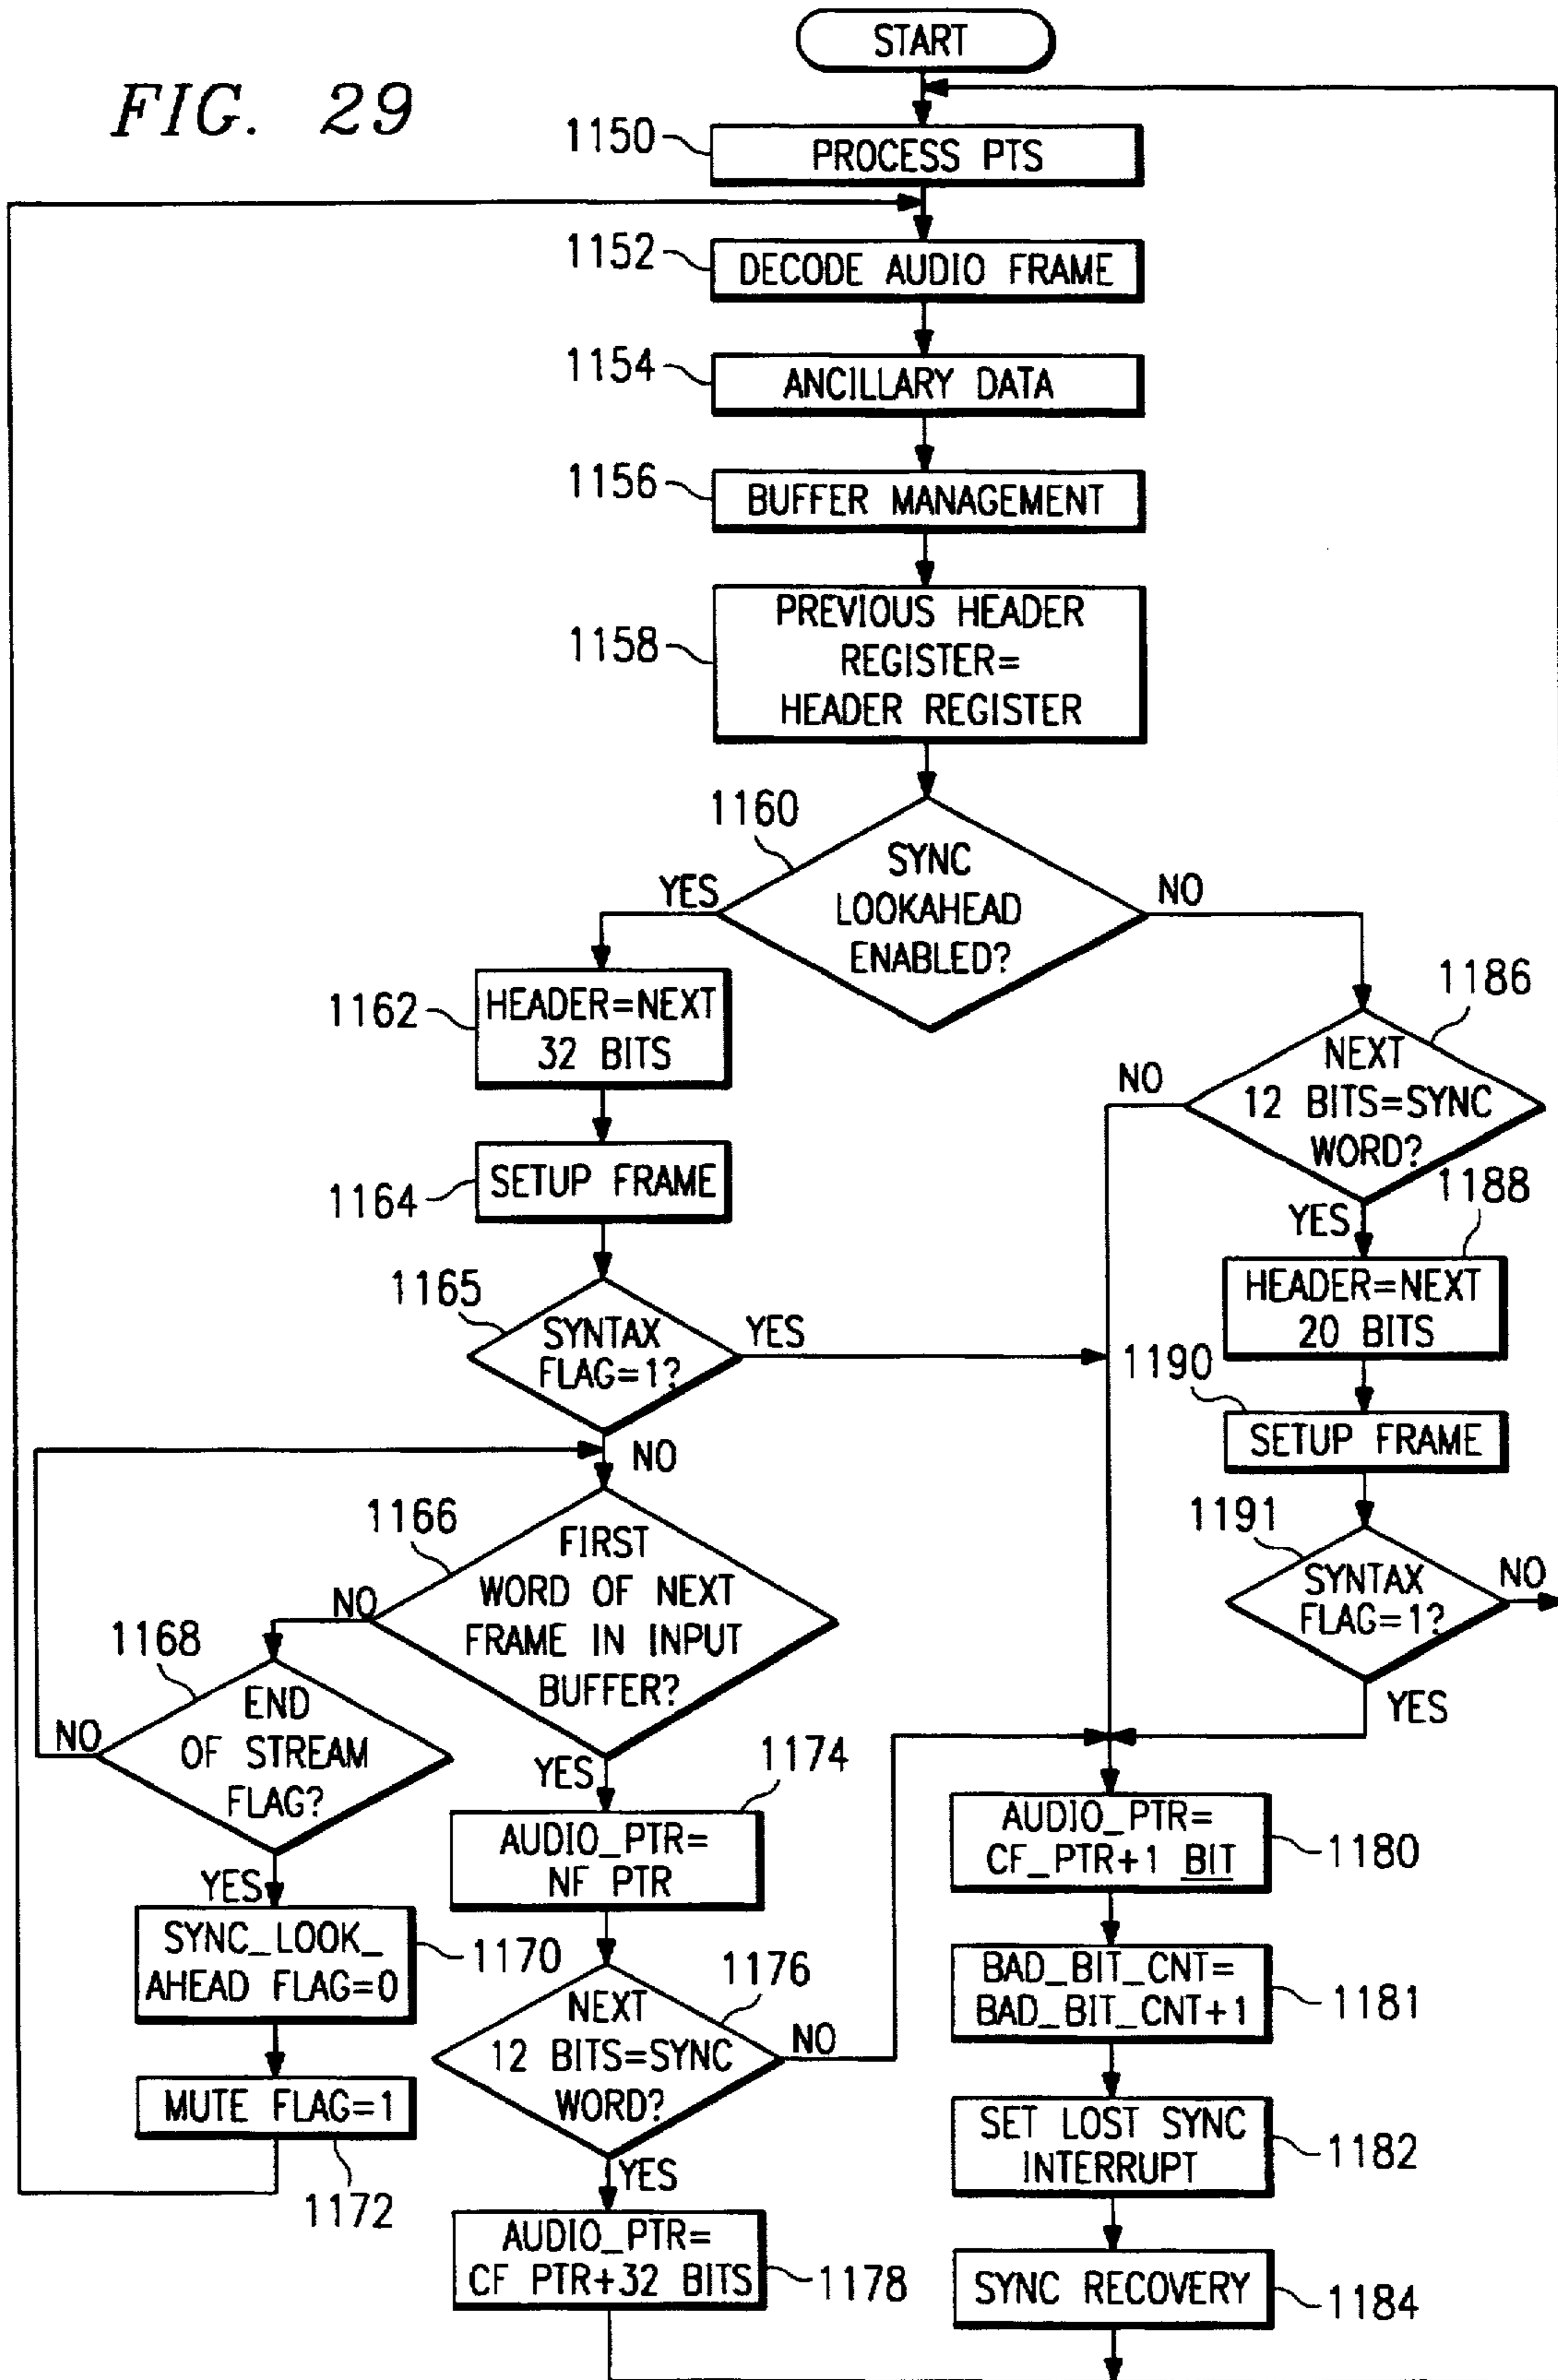 FIG. 29
START
1150
PROCESS PTS
1152
DECODE AUDIO FRAME
1154
ANCILLARY DATA
1156
BUFFER MANAGEMENT
1158
PREVIOUS HEADER
REGISTER=
HEADER REGISTER
1160
SYNC
LOOKAHEAD
ENABLED?
YES
NO
1162
HEADER=NEXT
32 BITS
1164
SETUP FRAME
1165
SYNTAX
FLAG=1?
YES
NO
1186
NEXT
12 BITS=SYNC
WORD?
NO
YES
1188
HEADER=NEXT
20 BITS
1190
SETUP FRAME
1191
SYNTAX
FLAG=1?
NO
YES
1166
FIRST
WORD OF NEXT
FRAME IN INPUT
BUFFER?
NO
YES
1168
END
OF STREAM
FLAG?
NO
YES
SYNC_LOOK_
AHEAD FLAG=0
1170
MUTE FLAG=1
1172
1174
AUDIO_PTR=
NF PTR
1176
NEXT
12 BITS=SYNC
WORD?
NO
YES
AUDIO_PTR=
CF PTR+32 BITS
1178
AUDIO_PTR=
CF_PTR+1 BIT
1180
BAD_BIT_CNT=
BAD_BIT_CNT+1
1181
SET LOST SYNC
INTERRUPT
1182
SYNC RECOVERY
1184